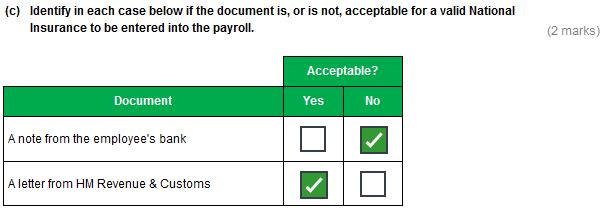 (c) Identify in each case below if the document is, or is not, acceptable for a valid National
Insurance to be entered into the payroll.
(2 marks)
Acceptable?
Document Yes No
A note from the employee's bank
A letter from HM Revenue & Customs